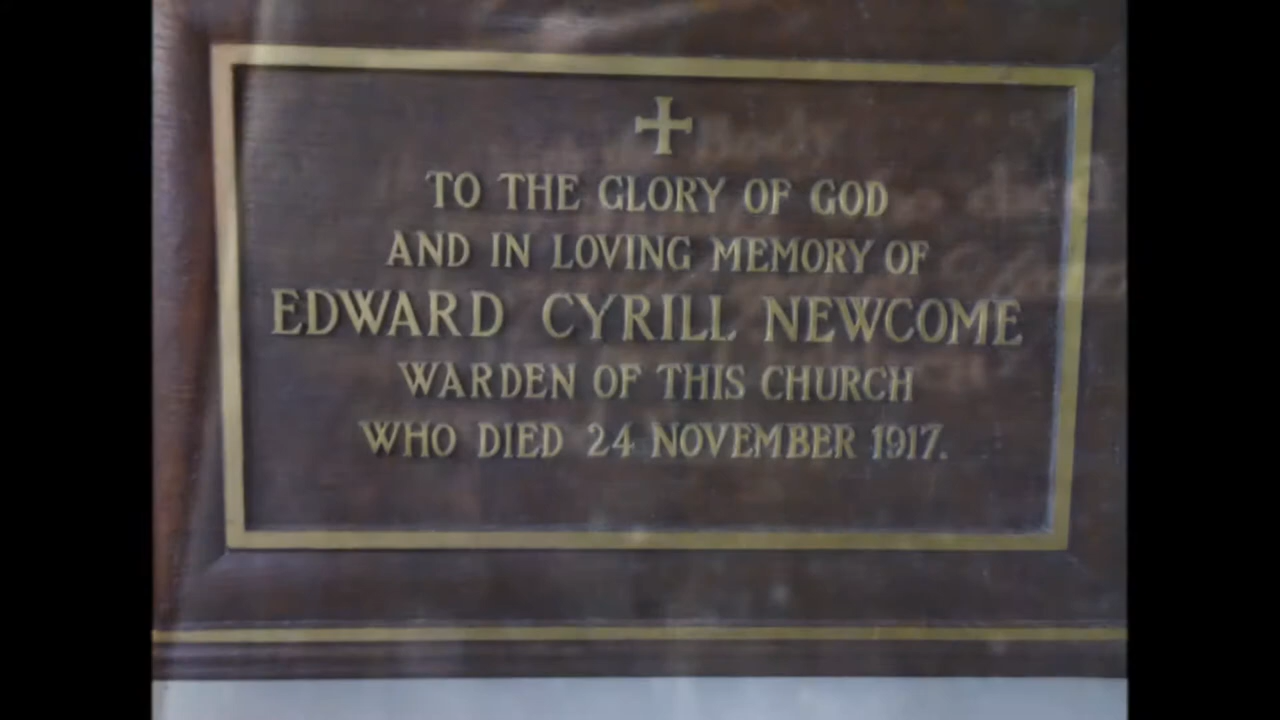 TO THE GLORY OF GOD
AND IN LOVING MEMORY OF
EDWARD CYRILL NEWCOME
WARDEN OF THIS CHURCH
WHO DIED 24 NOVEMBER 1917.
Body